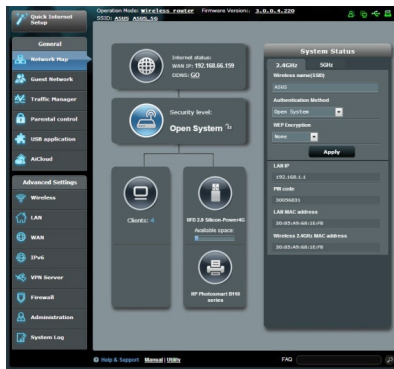 Quick Internet
Setup
Operation Mode: Wireless router Firmware Version: 3.0.0.4.220
SSID: ASUS ASUS_5G
General
Network Map
Guest Network
Traffic Manager
Parental control
USB application
AiCloud
Advanced Settings
Wireless
LAN
WAN
IPv6
VPN Server
Firewall
Administration
System Log
Internet status:
WAN IP: 192.168.66.159
DDNS: GO
Security level:
Open System
Clients: 4
UFD 2.0 Silicon-Power4G
Available space:
HP Photosmart B110
series
System Status
2.4GHz 5GHz
Wireless name(SSID)
ASUS
Authentication Method
Open System
WEP Encryption
None
Apply
LAN IP
192.168.1.1
PIN code
LAN MAC address
Wireless 2.4GHz MAC address
Help & Support Manual | Utility FAQ